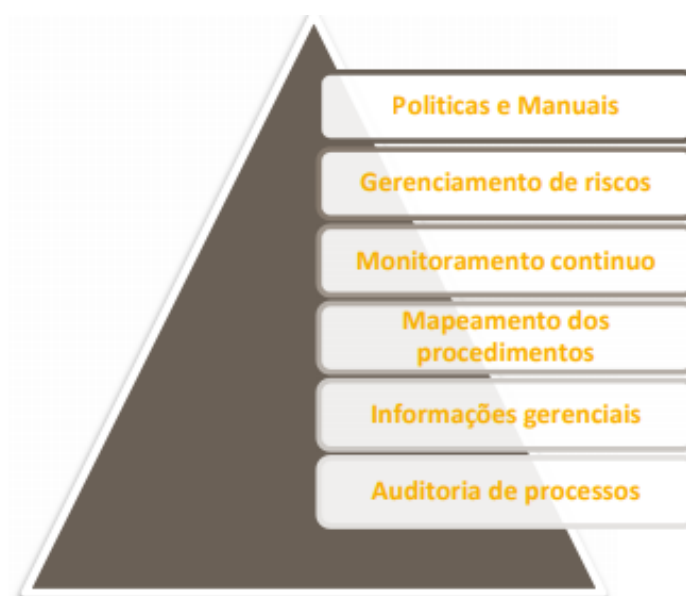 Politicas e Manuais
Gerenciamento de riscos
Monitoramento continuo
Mapeamento dos
procedimentos
Informações gerenciais
Auditoria de processos